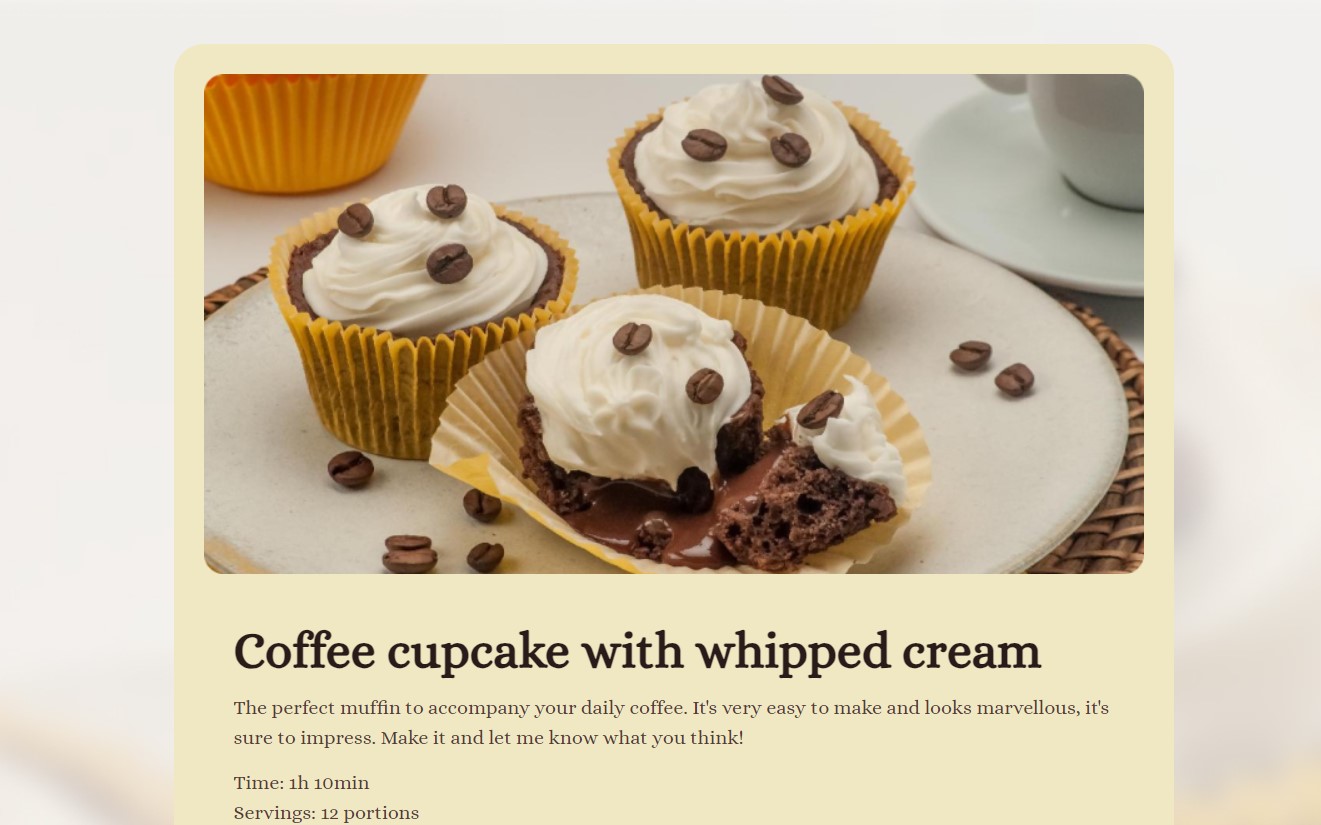 Coffee cupcake with whipped cream
The perfect muffin to accompany your daily coffee. It's very easy to make and looks marvellous, it's
sure to impress. Make it and let me know what you think!
Time: 1h 10min
Servings: 12 portions